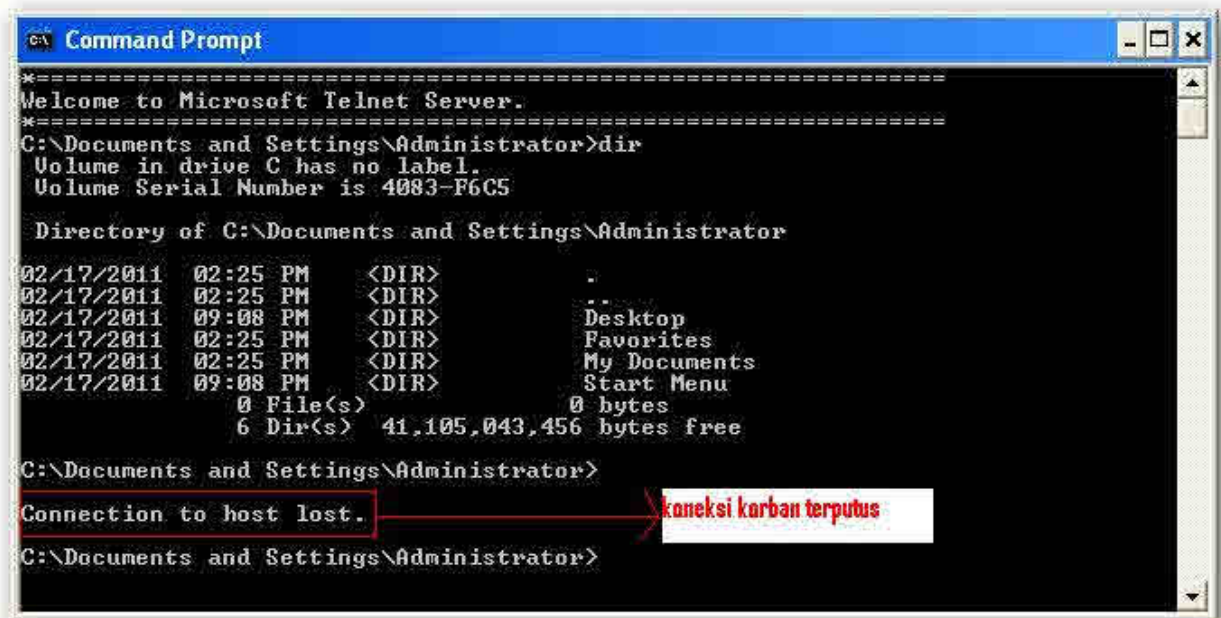 Command Prompt
*===============================================================
Welcome to Microsoft Telnet Server.
*===============================================================
C:\Documents and Settings\Administrator>dir
Volume in drive C has no label.
Volume Serial Number is 4083-F6C5
Directory of C:\Documents and Settings\Administrator
02/17/2011 02:25 PM <DIR> .
02/17/2011 02:25 PM <DIR> ..
02/17/2011 09:08 PM <DIR> Desktop
02/17/2011 02:25 PM <DIR> Favorites
02/17/2011 02:25 PM <DIR> My Documents
02/17/2011 09:08 PM <DIR> Start Menu
0 File(s) 0 bytes
6 Dir(s) 41,105,043,456 bytes free
C:\Documents and Settings\Administrator>
Connection to host lost.
koneksi korban terputus
C:\Documents and Settings\Administrator>